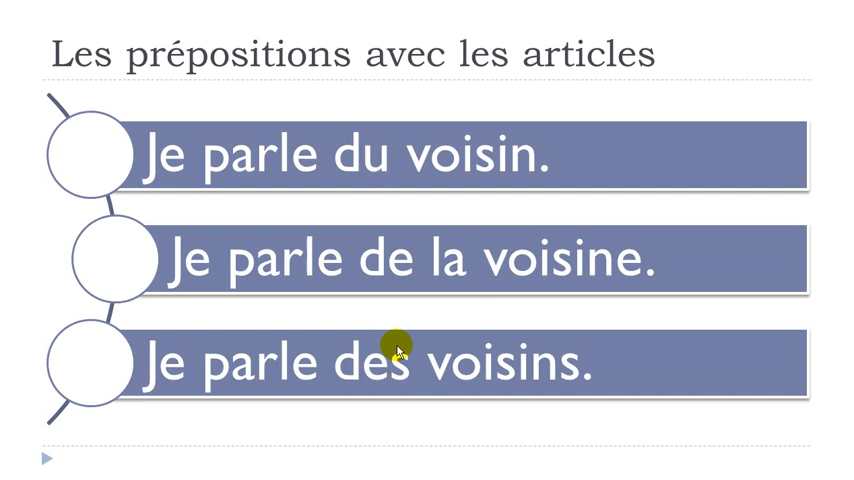 Les prépositions avec les articles
Je parle du voisin.
Je parle de la voisine.
Je parle des voisins.